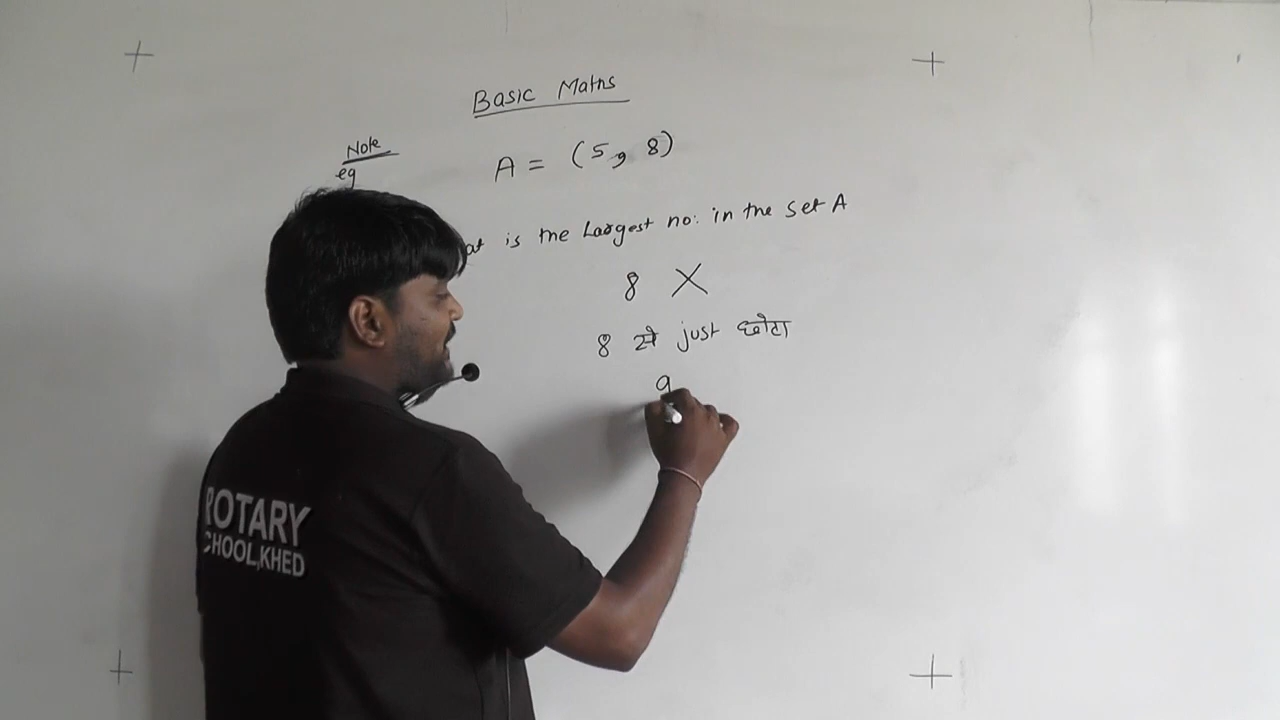 Basic Maths
Note
eg
A = (5, 8)
at is the Largest no: in the set A
8 X
8 से just छोटा
9
ROTARY
CHOOL,KHED